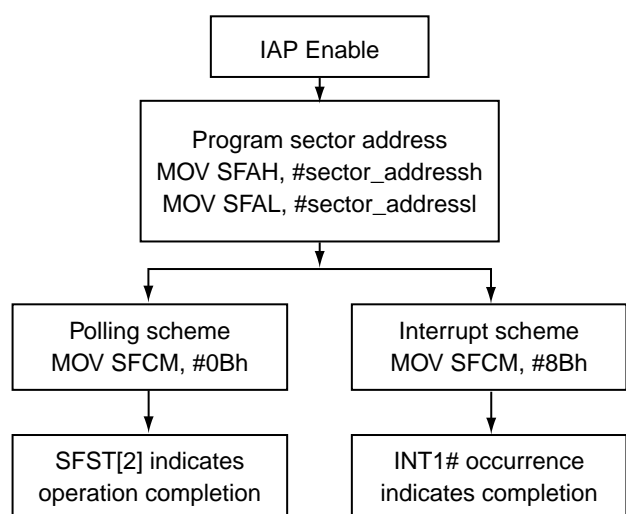 IAP Enable
Program sector address
MOV SFAH, #sector_addressh
MOV SFAL, #sector_addressl
Polling scheme
MOV SFCM, #0Bh
Interrupt scheme
MOV SFCM, #8Bh
SFST[2] indicates
operation completion
INT1# occurrence
indicates completion